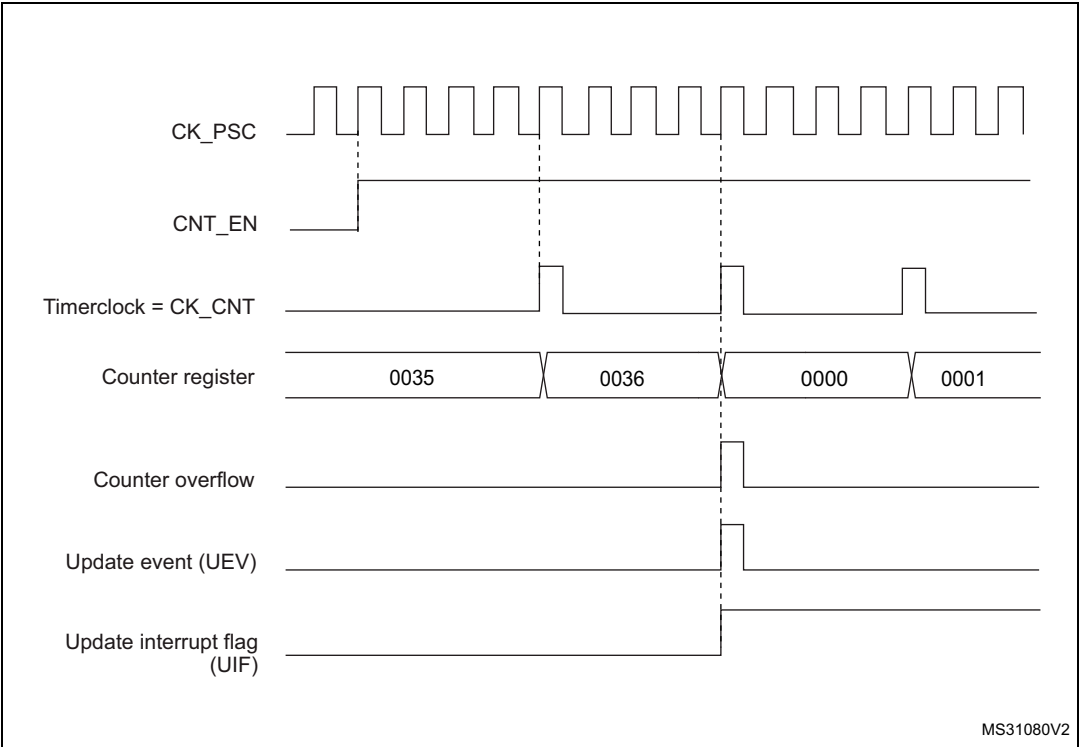 CK_PSC
CNT_EN
Timerclock = CK_CNT
Counter register
0035
0036
0000
0001
Counter overflow
Update event (UEV)
Update interrupt flag
(UIF)
MS31080V2